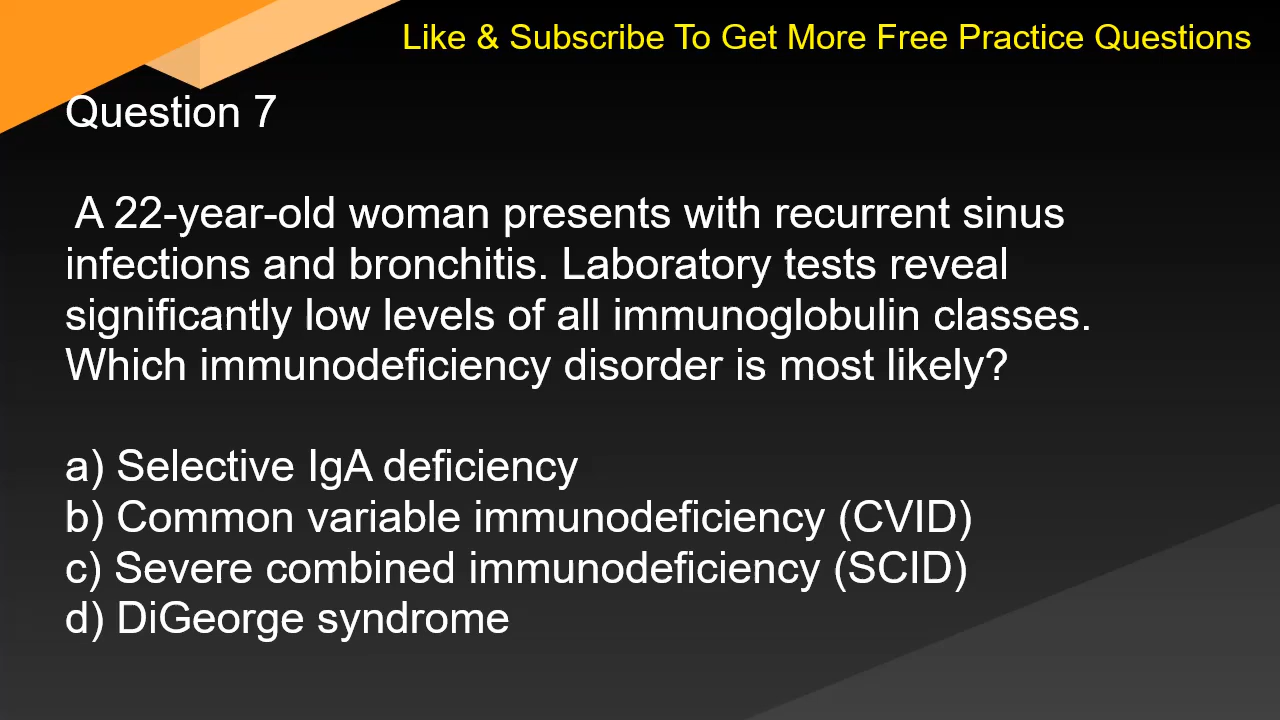 Like & Subscribe To Get More Free Practice Questions
Question 7
A 22-year-old woman presents with recurrent sinus
infections and bronchitis. Laboratory tests reveal
significantly low levels of all immunoglobulin classes.
Which immunodeficiency disorder is most likely?
a) Selective IgA deficiency
b) Common variable immunodeficiency (CVID)
c) Severe combined immunodeficiency (SCID)
d) DiGeorge syndrome